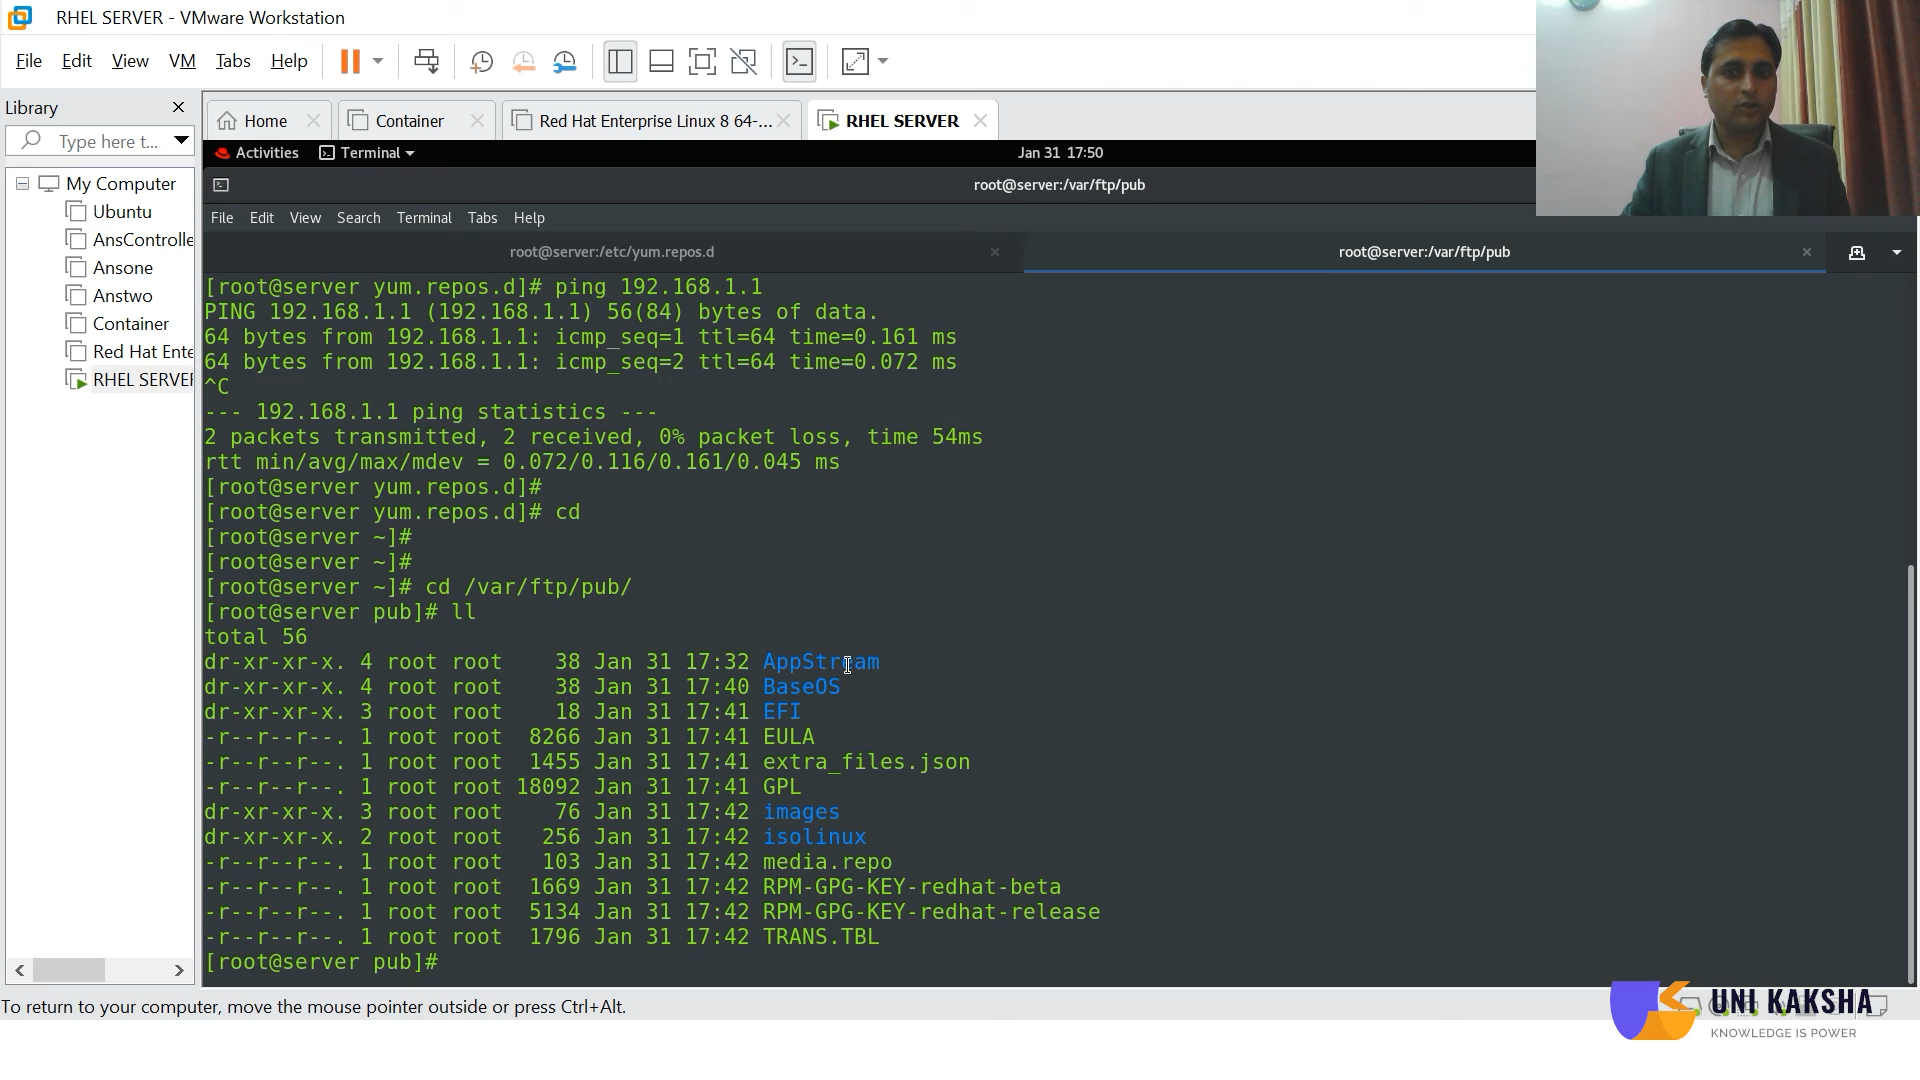 RHEL SERVER - VMware Workstation
File Edit View VM Tabs Help
Library
Type here t...
My Computer
Ubuntu
AnsControlle
Ansone
Anstwo
Container
Red Hat Ente
RHEL SERVER
Home Container Red Hat Enterprise Linux 8 64-... RHEL SERVER
Activities Terminal Jan 31 17:50
root@server:/var/ftp/pub
File Edit View Search Terminal Tabs Help
root@server:/etc/yum.repos.d root@server:/var/ftp/pub
[root@server yum.repos.d]# ping 192.168.1.1
PING 192.168.1.1 (192.168.1.1) 56(84) bytes of data.
64 bytes from 192.168.1.1: icmp_seq=1 ttl=64 time=0.161 ms
64 bytes from 192.168.1.1: icmp_seq=2 ttl=64 time=0.072 ms
^C
--- 192.168.1.1 ping statistics ---
2 packets transmitted, 2 received, 0% packet loss, time 54ms
rtt min/avg/max/mdev = 0.072/0.116/0.161/0.045 ms
[root@server yum.repos.d]#
[root@server yum.repos.d]# cd
[root@server ~]#
[root@server ~]#
[root@server ~]# cd /var/ftp/pub/
[root@server pub]# ll
total 56
dr-xr-xr-x. 4 root root 38 Jan 31 17:32 AppStream
dr-xr-xr-x. 4 root root 38 Jan 31 17:40 BaseOS
dr-xr-xr-x. 3 root root 18 Jan 31 17:41 EFI
-r--r--r--. 1 root root 8266 Jan 31 17:41 EULA
-r--r--r--. 1 root root 1455 Jan 31 17:41 extra_files.json
-r--r--r--. 1 root root 18092 Jan 31 17:41 GPL
dr-xr-xr-x. 3 root root 76 Jan 31 17:42 images
dr-xr-xr-x. 2 root root 256 Jan 31 17:42 isolinux
-r--r--r--. 1 root root 103 Jan 31 17:42 media.repo
-r--r--r--. 1 root root 1669 Jan 31 17:42 RPM-GPG-KEY-redhat-beta
-r--r--r--. 1 root root 5134 Jan 31 17:42 RPM-GPG-KEY-redhat-release
-r--r--r--. 1 root root 1796 Jan 31 17:42 TRANS.TBL
[root@server pub]#
To return to your computer, move the mouse pointer outside or press Ctrl+Alt.
UNI KAKSHA
KNOWLEDGE IS POWER